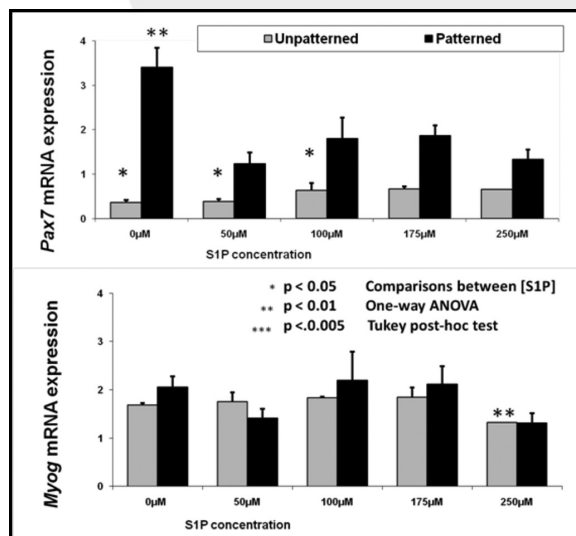 Unpatterned Patterned
**
4
3
2
1
0
* * *
Pax7 mRNA expression
0µM 50µM 100µM 175µM 250µM
S1P concentration
* p < 0.05 Comparisons between [S1P]
** p < 0.01 One-way ANOVA
*** p <.0.005 Tukey post-hoc test
4
3
2
1
0
**
Myog mRNA expression
0µM 50µM 100µM 175µM 250µM
S1P concentration